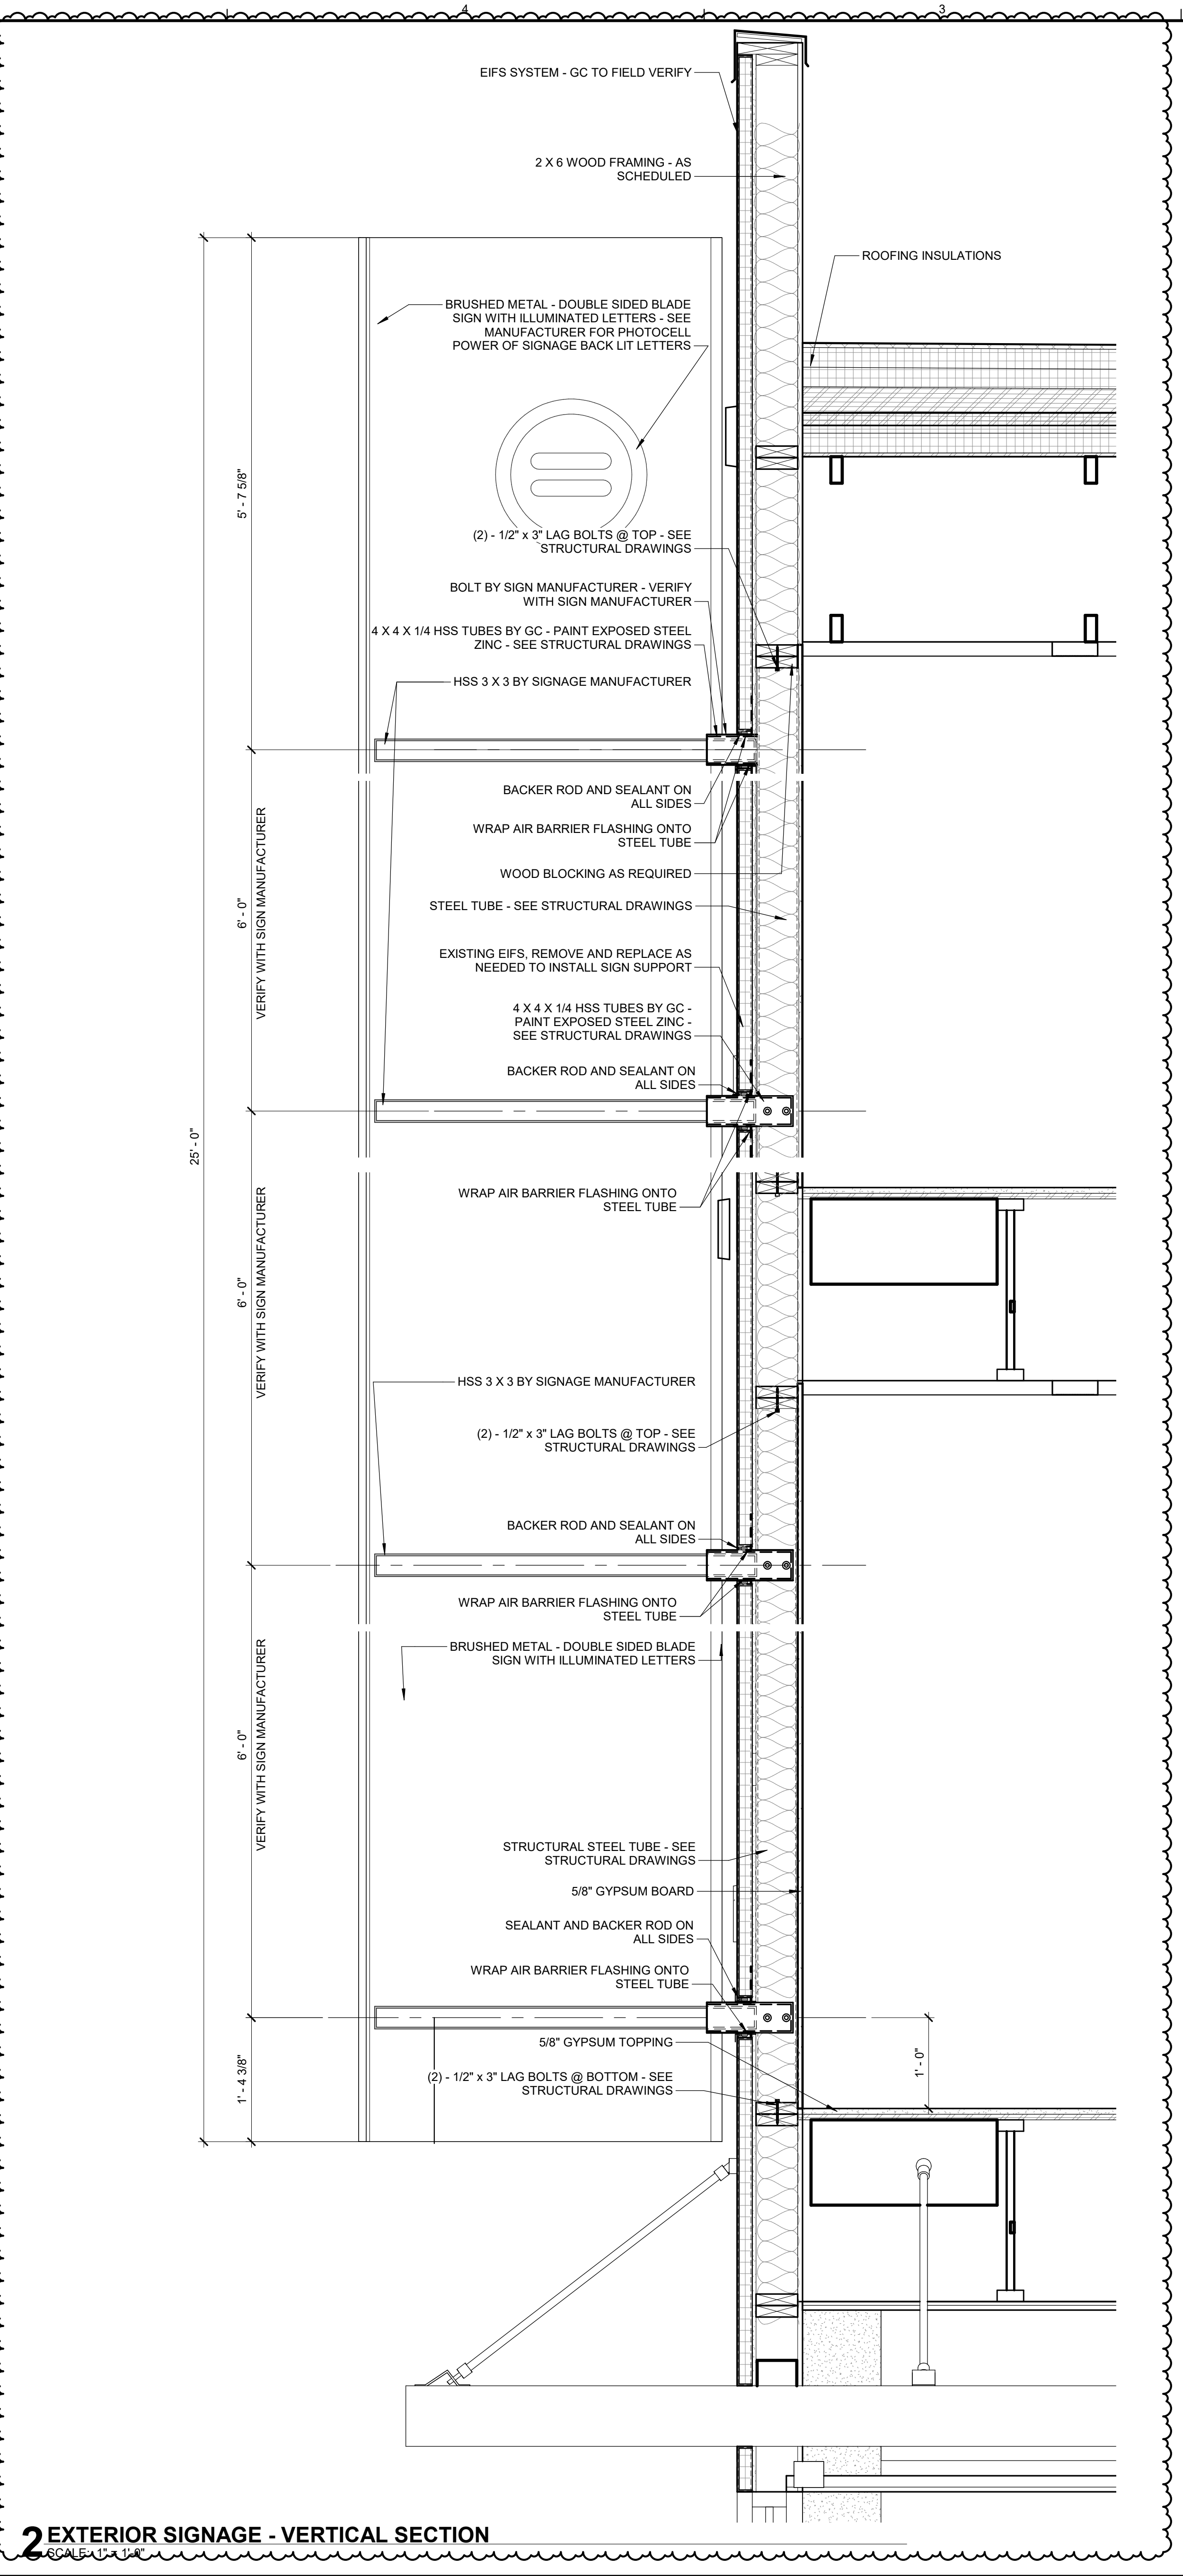 4
3
EIFS SYSTEM - GC TO FIELD VERIFY
2 X 6 WOOD FRAMING - AS
SCHEDULED
ROOFING INSULATIONS
BRUSHED METAL - DOUBLE SIDED BLADE
SIGN WITH ILLUMINATED LETTERS - SEE
MANUFACTURER FOR PHOTOCELL
POWER OF SIGNAGE BACK LIT LETTERS
5' - 7 5/8"
(2) - 1/2" x 3" LAG BOLTS @ TOP - SEE
STRUCTURAL DRAWINGS
BOLT BY SIGN MANUFACTURER - VERIFY
WITH SIGN MANUFACTURER
4 X 4 X 1/4 HSS TUBES BY GC - PAINT EXPOSED STEEL
ZINC - SEE STRUCTURAL DRAWINGS
HSS 3 X 3 BY SIGNAGE MANUFACTURER
BACKER ROD AND SEALANT ON
ALL SIDES
WRAP AIR BARRIER FLASHING ONTO
STEEL TUBE
WOOD BLOCKING AS REQUIRED
STEEL TUBE - SEE STRUCTURAL DRAWINGS
6' - 0"
VERIFY WITH SIGN MANUFACTURER
EXISTING EIFS, REMOVE AND REPLACE AS
NEEDED TO INSTALL SIGN SUPPORT
4 X 4 X 1/4 HSS TUBES BY GC -
PAINT EXPOSED STEEL ZINC -
SEE STRUCTURAL DRAWINGS
BACKER ROD AND SEALANT ON
ALL SIDES
25' - 0"
WRAP AIR BARRIER FLASHING ONTO
STEEL TUBE
6' - 0"
VERIFY WITH SIGN MANUFACTURER
HSS 3 X 3 BY SIGNAGE MANUFACTURER
(2) - 1/2" x 3" LAG BOLTS @ TOP - SEE
STRUCTURAL DRAWINGS
BACKER ROD AND SEALANT ON
ALL SIDES
WRAP AIR BARRIER FLASHING ONTO
STEEL TUBE
BRUSHED METAL - DOUBLE SIDED BLADE
SIGN WITH ILLUMINATED LETTERS
6' - 0"
VERIFY WITH SIGN MANUFACTURER
STRUCTURAL STEEL TUBE - SEE
STRUCTURAL DRAWINGS
5/8" GYPSUM BOARD
SEALANT AND BACKER ROD ON
ALL SIDES
WRAP AIR BARRIER FLASHING ONTO
STEEL TUBE
5/8" GYPSUM TOPPING
1' - 0"
1' - 4 3/8"
(2) - 1/2" x 3" LAG BOLTS @ BOTTOM - SEE
STRUCTURAL DRAWINGS
2 EXTERIOR SIGNAGE - VERTICAL SECTION
SCALE: 1" = 1'-0"